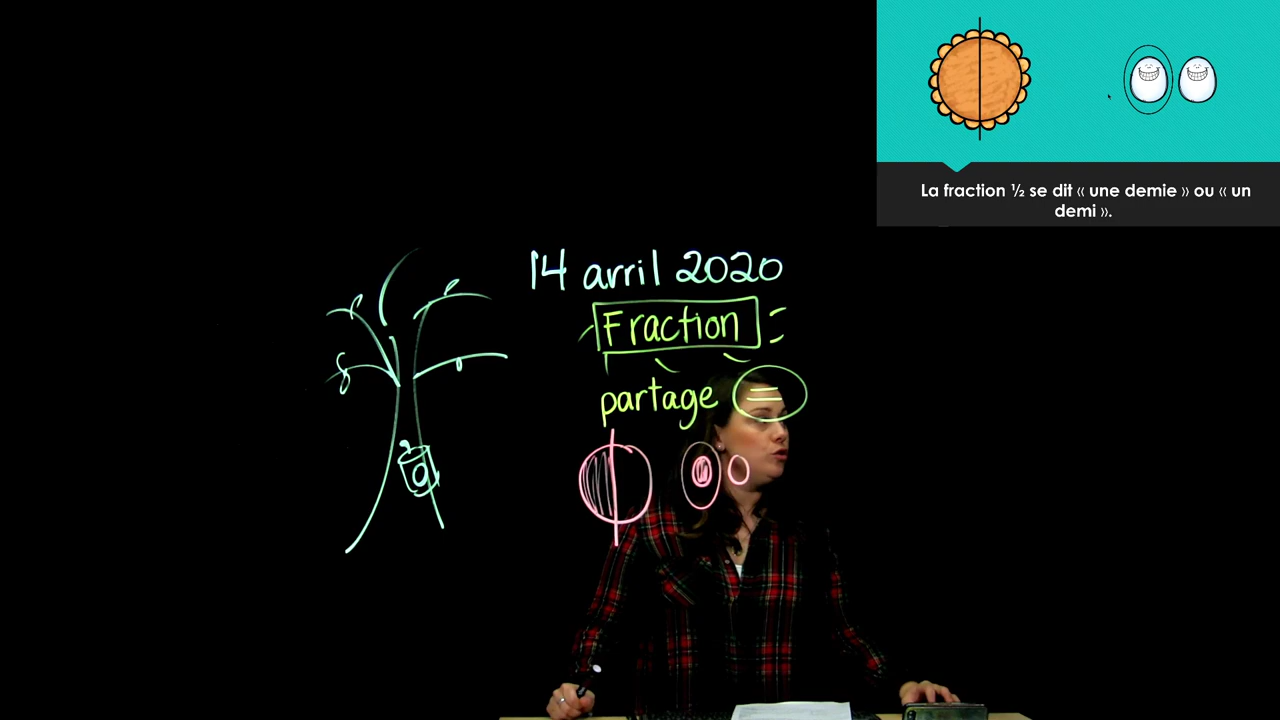 La fraction ½ se dit « une demie » ou « un
demi ».
14 avril 2020
Fraction
partage =